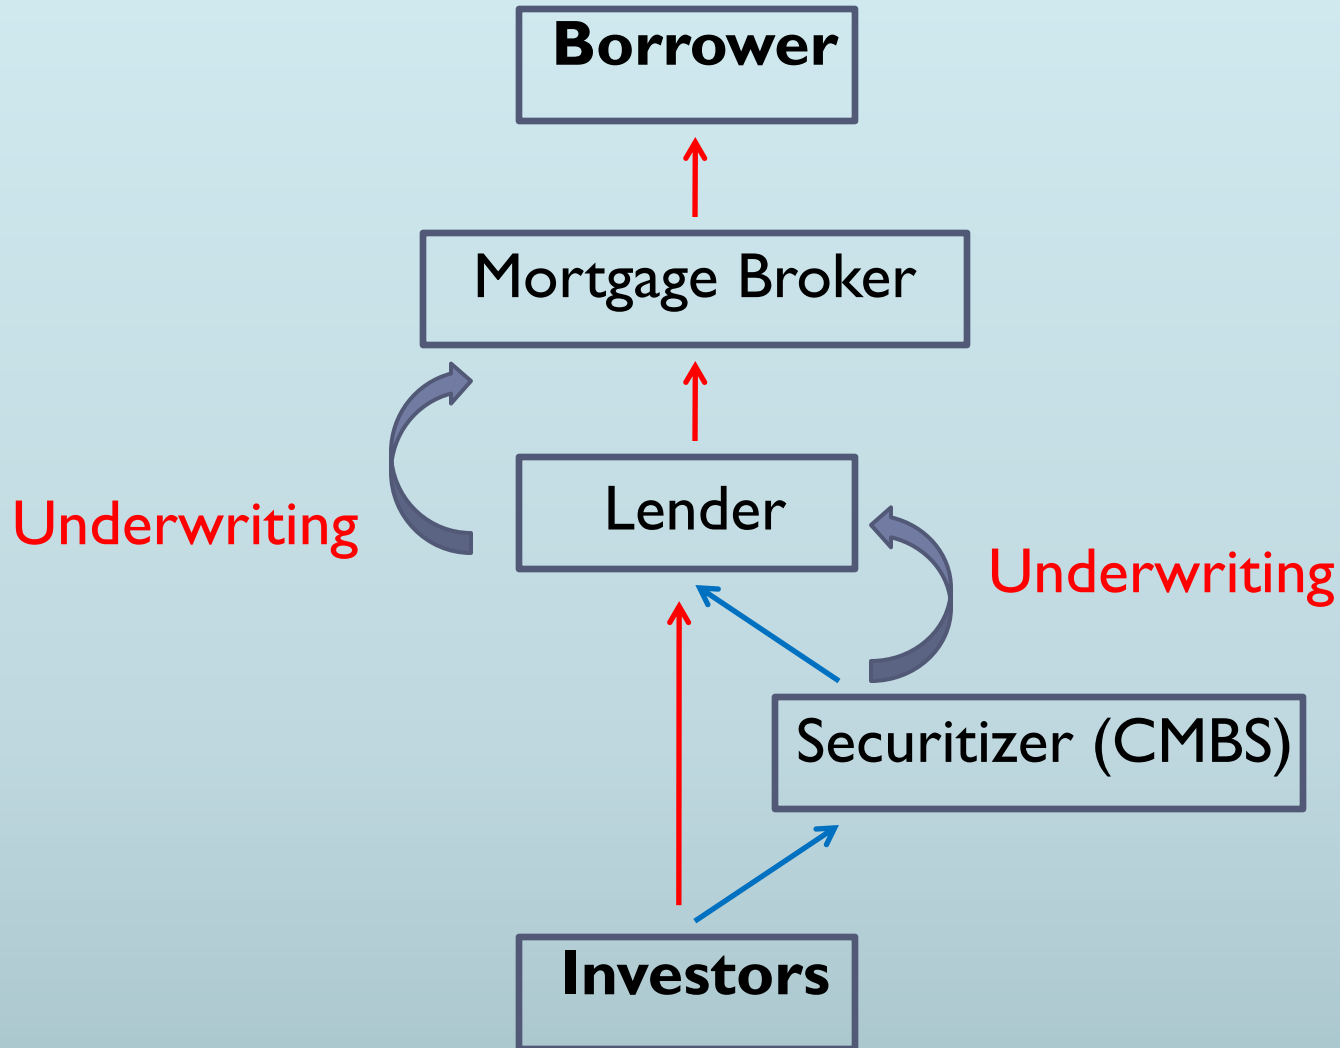 Borrower
Mortgage Broker
Lender
Underwriting
Underwriting
Securitizer (CMBS)
Investors